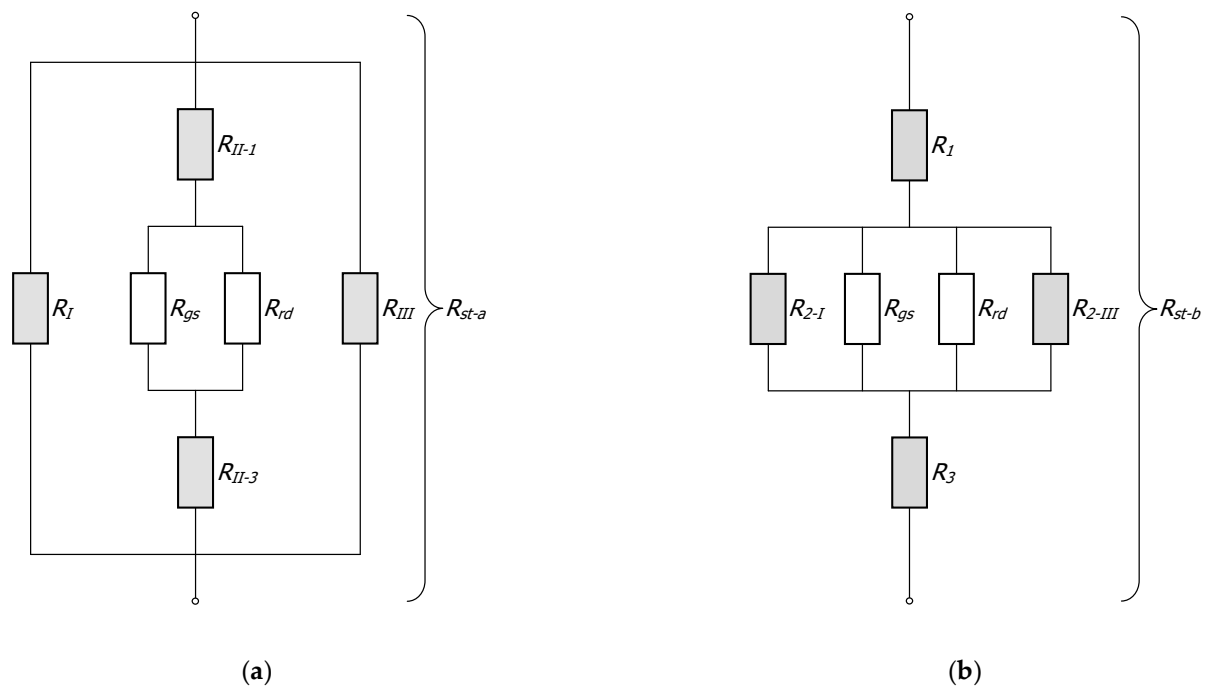 R_II-1
R_I
R_gs
R_rd
R_III
R_st-a
R_II-3
(a)
R_1
R_2-I
R_gs
R_rd
R_2-III
R_st-b
R_3
(b)